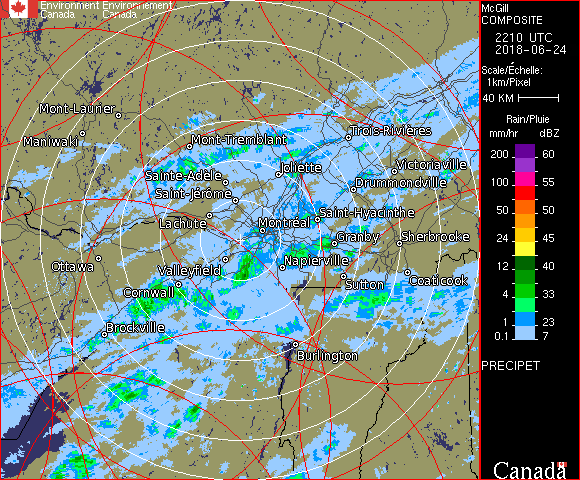 Environment Environnement
Canada Canada
McGill
COMPOSITE
2210 UTC
2018-06-24
Scale/Échelle:
1km/Pixel
40 KM
Rain/Pluie
mm/hr dBZ
200 60
100 55
50 50
24 45
12 40
4 33
1 23
0.1 7
PRECIPET
Canada
Mont-Laurier
Maniwaki
Mont-Tremblant
Trois-Rivières
Sainte-Adèle
Joliette
Victoriaville
Saint-Jérôme
Drummondville
Lachute
Montréal
Saint-Hyacinthe
Granby
Sherbrooke
Ottawa
Valleyfield
Napierville
Cornwall
Sutton
Coaticook
Brockville
Burlington